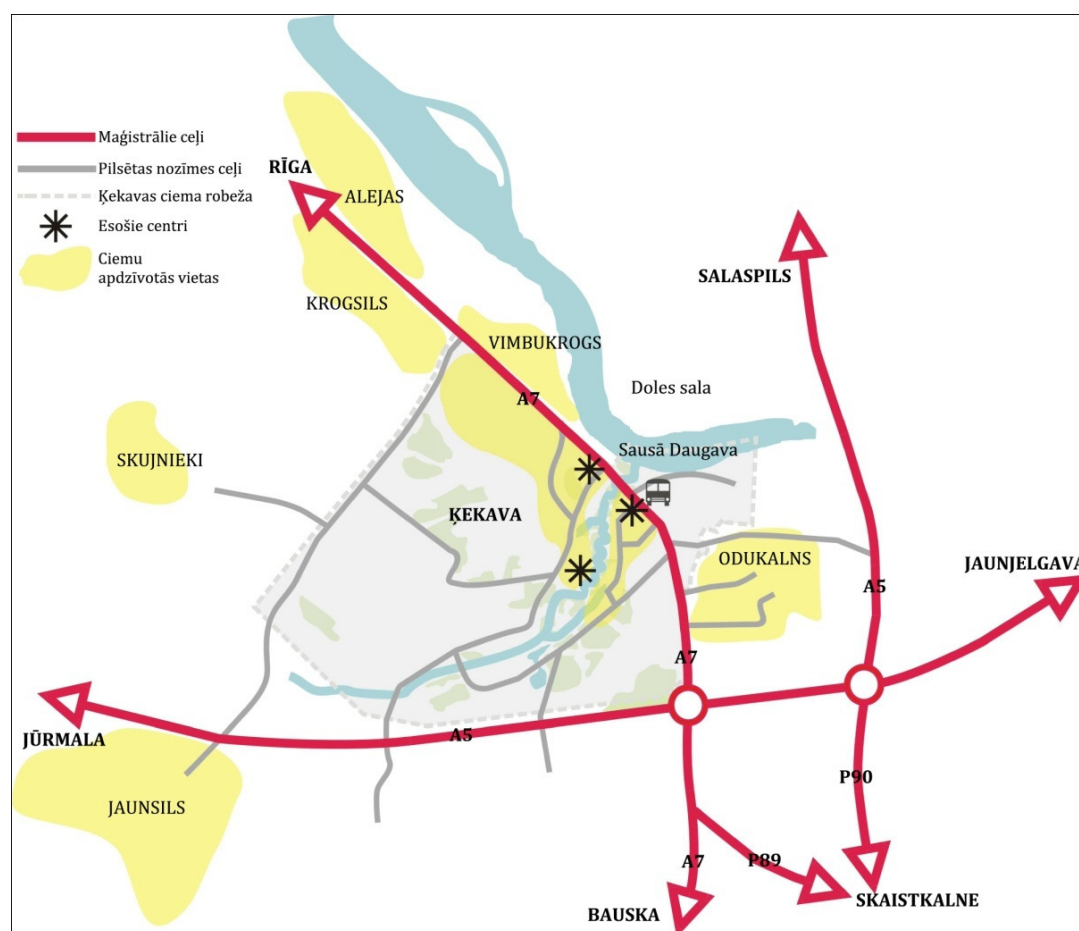 Maģistrālie ceļi
Pilsētas nozīmes ceļi
Ķekavas ciema robeža
Esošie centri
Ciemu
apdzīvotās vietas
RĪGA
ALEJAS
KROGSILS
VIMBUKROGS
SALASPILS
Doles sala
A7
Sausā Daugava
SKUJNIEKI
ĶEKAVA
ODUKALNS
JAUNJELGAVA
A5
A7
JŪRMALA
A5
P90
JAUNSILS
A7
P89
BAUSKA
SKAISTKALNE